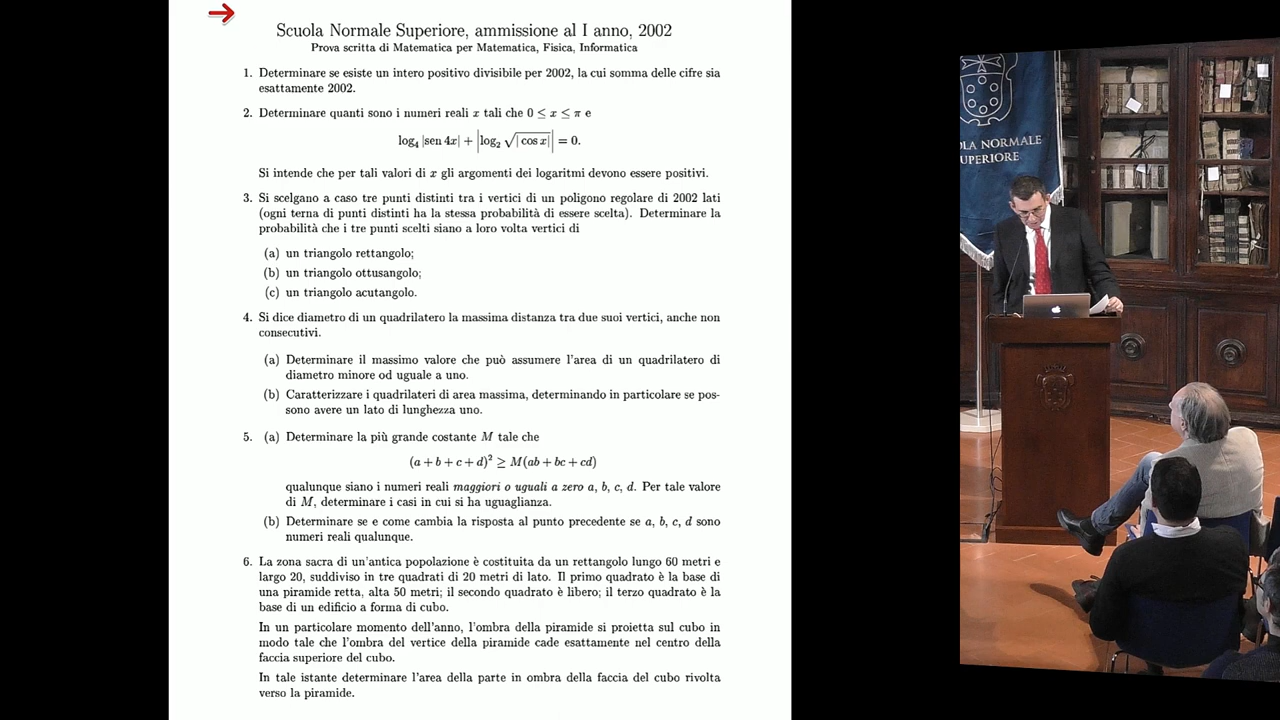 Scuola Normale Superiore, ammissione al I anno, 2002
Prova scritta di Matematica per Matematica, Fisica, Informatica
1. Determinare se esiste un intero positivo divisibile per 2002, la cui somma delle cifre sia
esattamente 2002.
2. Determinare quanti sono i numeri reali x tali che 0 ≤ x ≤ π e
log₄ |sen 4x| + |log₂ √|cos x|| = 0.
Si intende che per tali valori di x gli argomenti dei logaritmi devono essere positivi.
3. Si scelgano a caso tre punti distinti tra i vertici di un poligono regolare di 2002 lati
(ogni terna di punti distinti ha la stessa probabilità di essere scelta). Determinare la
probabilità che i tre punti scelti siano a loro volta vertici di
(a) un triangolo rettangolo;
(b) un triangolo ottusangolo;
(c) un triangolo acutangolo.
4. Si dice diametro di un quadrilatero la massima distanza tra due suoi vertici, anche non
consecutivi.
(a) Determinare il massimo valore che può assumere l'area di un quadrilatero di
diametro minore od uguale a uno.
(b) Caratterizzare i quadrilateri di area massima, determinando in particolare se pos-
sono avere un lato di lunghezza uno.
5. (a) Determinare la più grande costante M tale che
(a + b + c + d)² ≥ M(ab + bc + cd)
qualunque siano i numeri reali maggiori o uguali a zero a, b, c, d. Per tale valore
di M, determinare i casi in cui si ha uguaglianza.
(b) Determinare se e come cambia la risposta al punto precedente se a, b, c, d sono
numeri reali qualunque.
6. La zona sacra di un'antica popolazione è costituita da un rettangolo lungo 60 metri e
largo 20, suddiviso in tre quadrati di 20 metri di lato. Il primo quadrato è la base di
una piramide retta, alta 50 metri; il secondo quadrato è libero; il terzo quadrato è la
base di un edificio a forma di cubo.
In un particolare momento dell'anno, l'ombra della piramide si proietta sul cubo in
modo tale che l'ombra del vertice della piramide cade esattamente nel centro della
faccia superiore del cubo.
In tale istante determinare l'area della parte in ombra della faccia del cubo rivolta
verso la piramide.
OLA NORMALE
UPERIORE